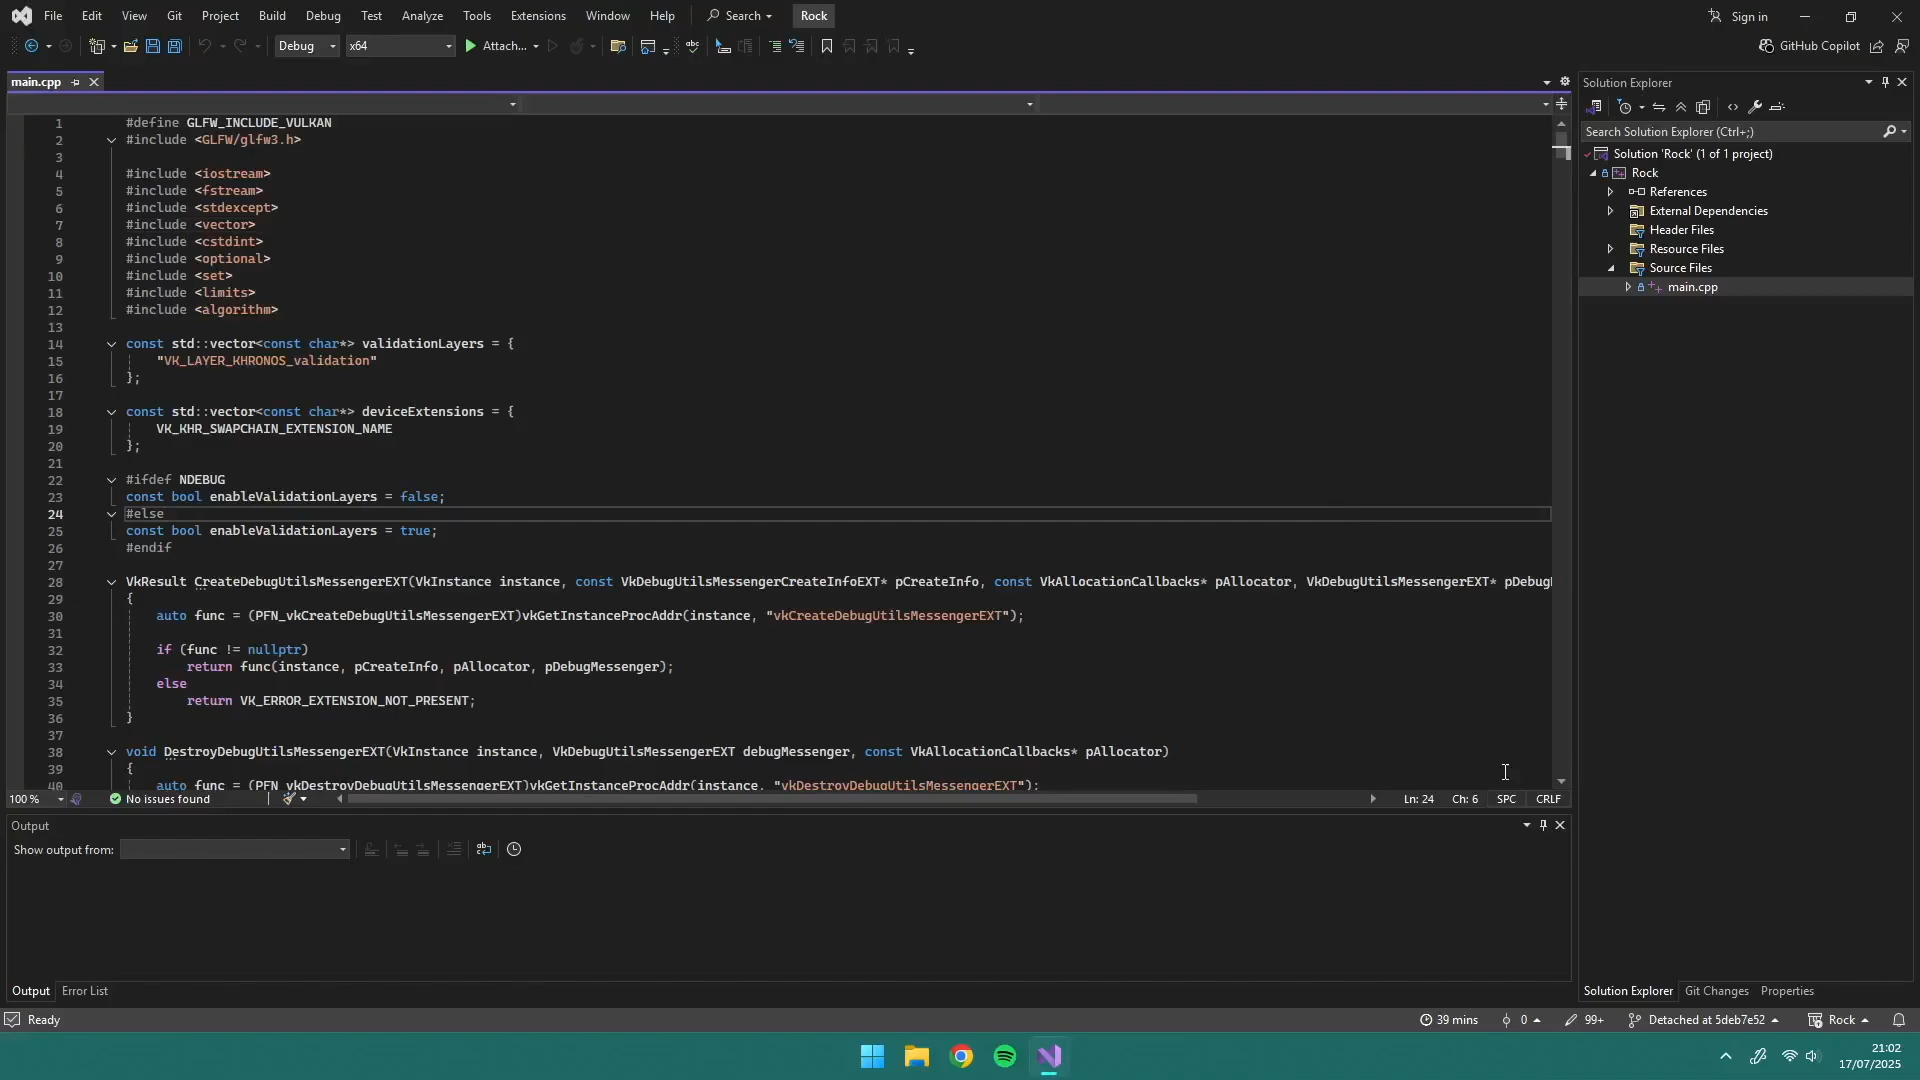 File Edit View Git Project Build Debug Test Analyze Tools Extensions Window Help Search Rock Sign in
Debug x64 Attach... GitHub Copilot
main.cpp
1 #define GLFW_INCLUDE_VULKAN
2 #include <GLFW/glfw3.h>
3
4 #include <iostream>
5 #include <fstream>
6 #include <stdexcept>
7 #include <vector>
8 #include <cstdint>
9 #include <optional>
10 #include <set>
11 #include <limits>
12 #include <algorithm>
13
14 const std::vector<const char*> validationLayers = {
15 "VK_LAYER_KHRONOS_validation"
16 };
17
18 const std::vector<const char*> deviceExtensions = {
19 VK_KHR_SWAPCHAIN_EXTENSION_NAME
20 };
21
22 #ifdef NDEBUG
23 const bool enableValidationLayers = false;
24 #else
25 const bool enableValidationLayers = true;
26 #endif
27
28 VkResult CreateDebugUtilsMessengerEXT(VkInstance instance, const VkDebugUtilsMessengerCreateInfoEXT* pCreateInfo, const VkAllocationCallbacks* pAllocator, VkDebugUtilsMessengerEXT* pDebug
29 {
30 auto func = (PFN_vkCreateDebugUtilsMessengerEXT)vkGetInstanceProcAddr(instance, "vkCreateDebugUtilsMessengerEXT");
31
32 if (func != nullptr)
33 return func(instance, pCreateInfo, pAllocator, pDebugMessenger);
34 else
35 return VK_ERROR_EXTENSION_NOT_PRESENT;
36 }
37
38 void DestroyDebugUtilsMessengerEXT(VkInstance instance, VkDebugUtilsMessengerEXT debugMessenger, const VkAllocationCallbacks* pAllocator)
39 {
40 auto func = (PFN_vkDestroyDebugUtilsMessengerEXT)vkGetInstanceProcAddr(instance, "vkDestroyDebugUtilsMessengerEXT");
100 % No issues found Ln: 24 Ch: 6 SPC CRLF
Output
Show output from:
Output Error List
Solution Explorer
Search Solution Explorer (Ctrl+;)
Solution 'Rock' (1 of 1 project)
Rock
References
External Dependencies
Header Files
Resource Files
Source Files
main.cpp
Solution Explorer Git Changes Properties
Ready 39 mins 0 99+ Detached at 5deb7e52 Rock
21:02
17/07/2025